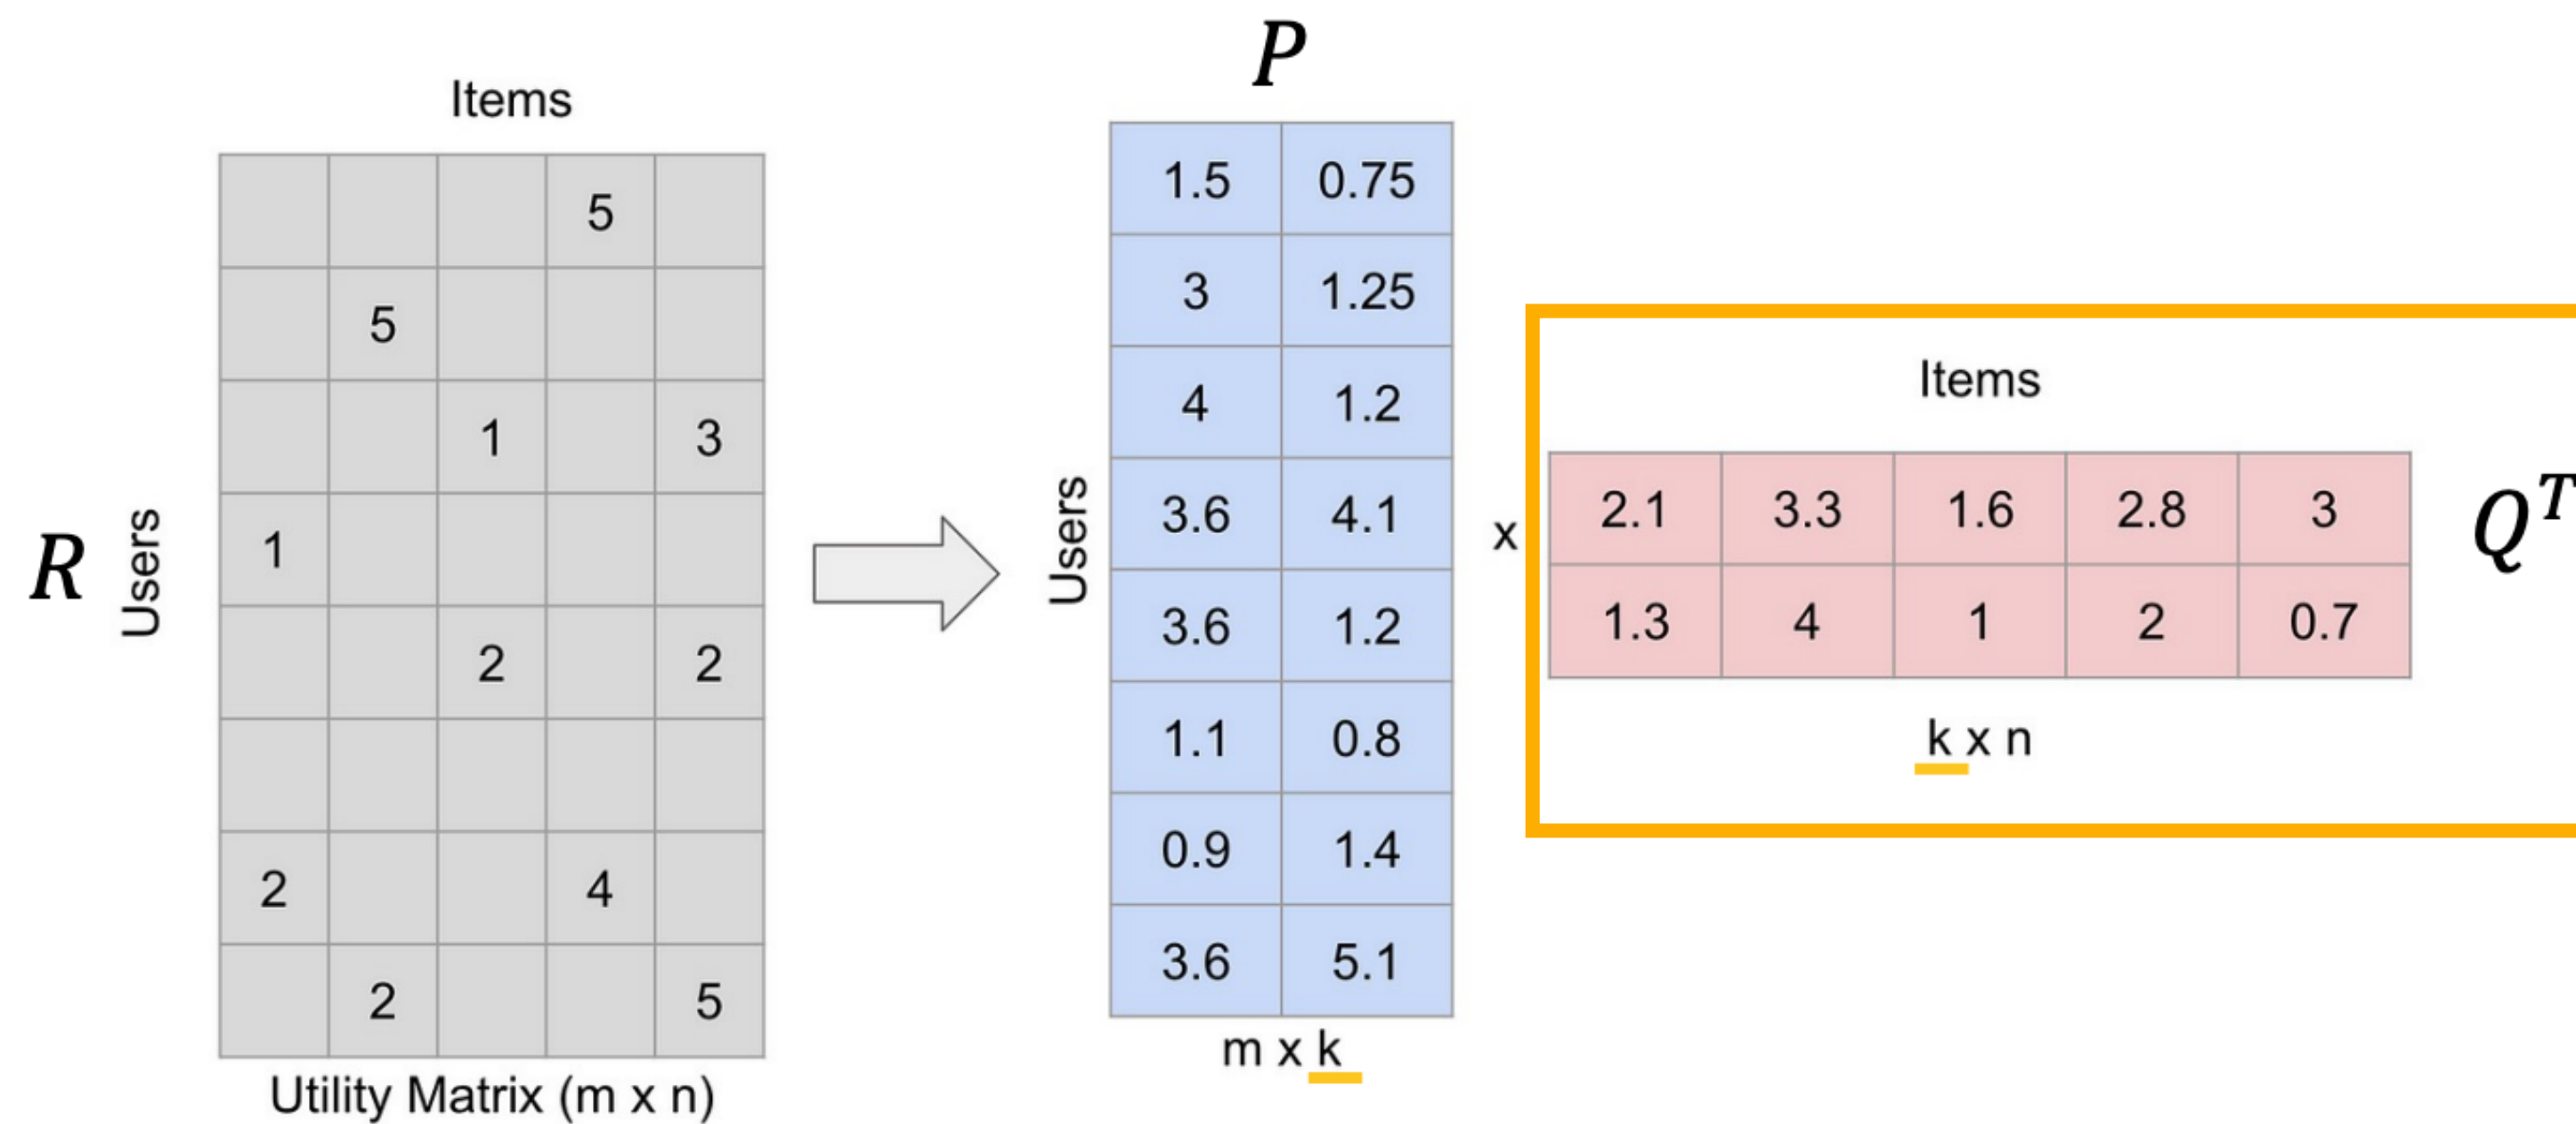 P
Items
R
Users
5
5
1 3
1
2 2
2 4
2 5
Utility Matrix (m x n)
Users
1.5 0.75
3 1.25
4 1.2
3.6 4.1
3.6 1.2
1.1 0.8
0.9 1.4
3.6 5.1
m x k
x
Items
2.1 3.3 1.6 2.8 3
1.3 4 1 2 0.7
k x n
Q^T